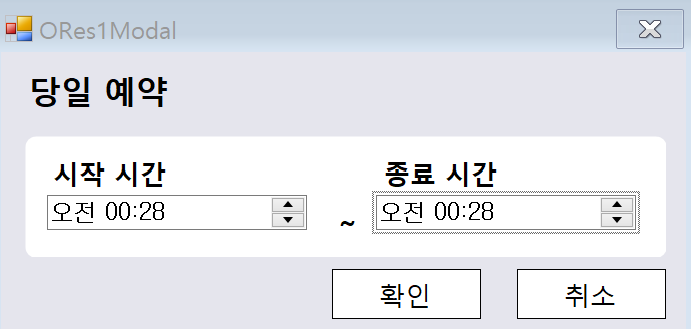 ORes1Modal
당일 예약
시작 시간 종료 시간
오전 00:28 ~ 오전 00:28
확인 취소